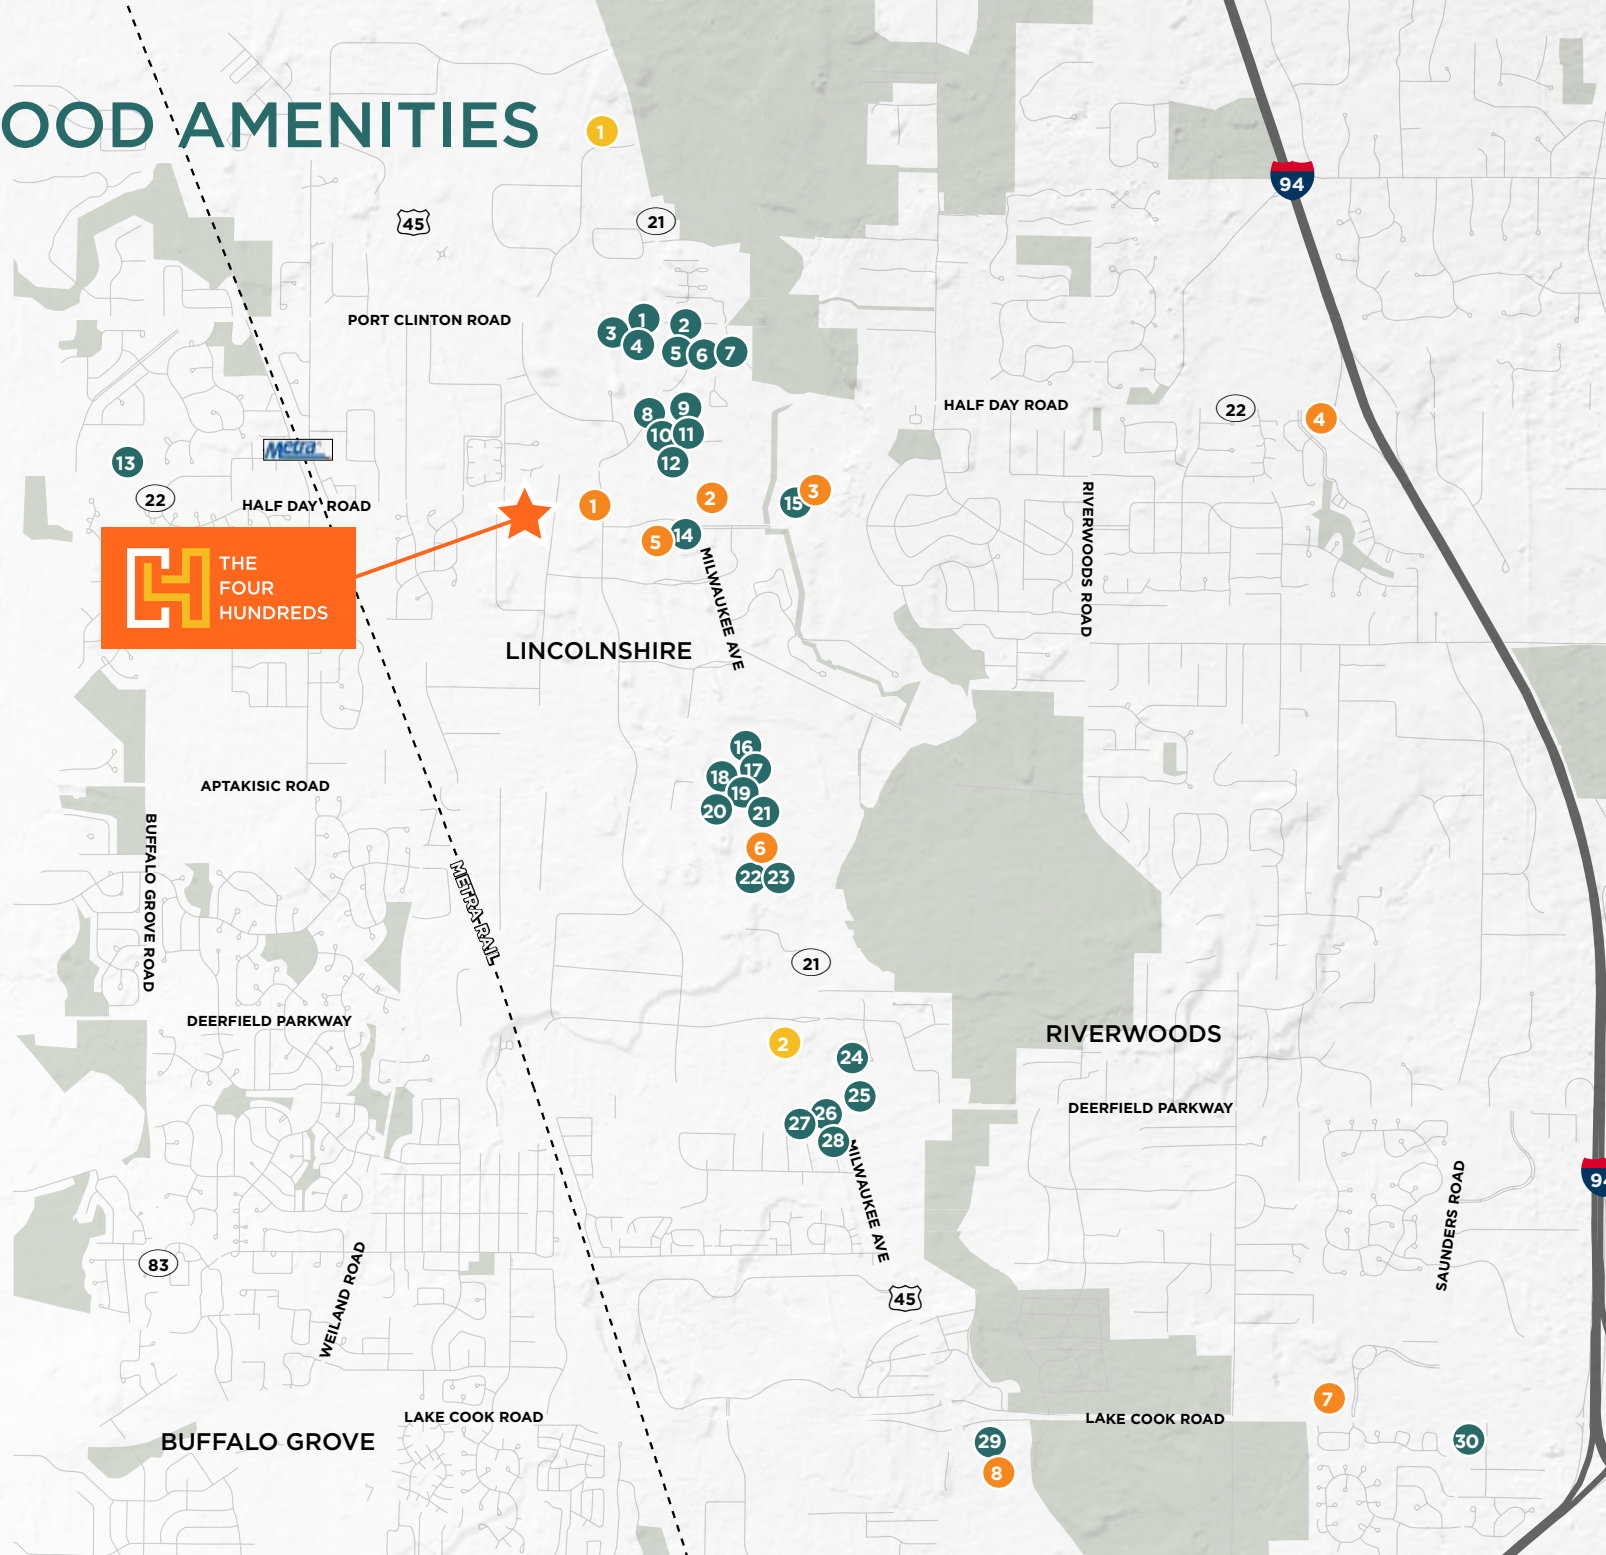 OOD AMENITIES
1
94
45
21
PORT CLINTON ROAD
1
2
3
4
5
6
7
HALF DAY ROAD
22
4
8
9
10
11
12
13
Metra
22
HALF DAY ROAD
1
2
3
15
5
14
THE
FOUR
HUNDREDS
MILWAUKEE AVE
RIVERWOODS ROAD
LINCOLNSHIRE
16
17
18
19
20
21
6
22
23
APTAKISIC ROAD
BUFFALO GROVE ROAD
METRA RAIL
21
DEERFIELD PARKWAY
2
24
RIVERWOODS
25
26
27
28
DEERFIELD PARKWAY
MILWAUKEE AVE
SAUNDERS ROAD
94
83
WEILAND ROAD
45
7
LAKE COOK ROAD
LAKE COOK ROAD
BUFFALO GROVE
29
8
30